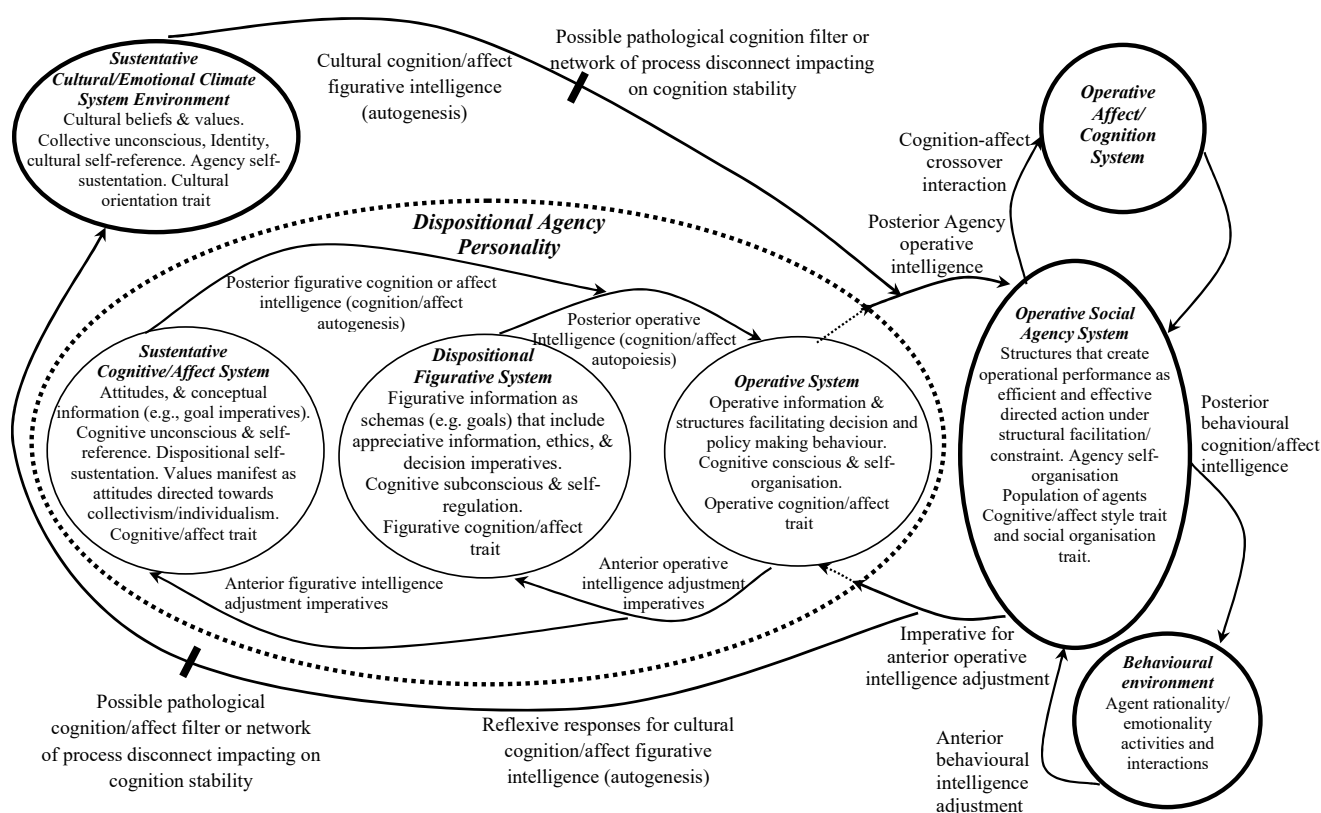 Sustentative
Cultural/Emotional Climate
System Environment
Cultural beliefs & values.
Collective unconscious, Identity,
cultural self-reference. Agency self-
sustentation. Cultural
orientation trait
Cultural cognition/affect
figurative intelligence
(autogenesis)
Possible pathological cognition filter or
network of process disconnect impacting
on cognition stability
Operative
Affect/
Cognition
System
Cognition-affect
crossover
interaction
Posterior Agency
operative
intelligence
Dispositional Agency
Personality
Posterior figurative cognition or affect
intelligence (cognition/affect
autogenesis)
Posterior operative
Intelligence (cognition/affect
autopoiesis)
Sustentative
Cognitive/Affect System
Attitudes, & conceptual
information (e.g., goal imperatives).
Cognitive unconscious & self-
reference. Dispositional self-
sustentation. Values manifest as
attitudes directed towards
collectivism/individualism.
Cognitive/affect trait
Dispositional
Figurative System
Figurative information as
schemas (e.g. goals) that include
appreciative information, ethics, &
decision imperatives.
Cognitive subconscious & self-
regulation.
Figurative cognition/affect
trait
Operative System
Operative information &
structures facilitating decision and
policy making behaviour.
Cognitive conscious & self-
organisation.
Operative cognition/affect
trait
Operative Social
Agency System
Structures that create
operational performance as
efficient and effective
directed action under
structural facilitation/
constraint. Agency self-
organisation
Population of agents
Cognitive/affect style trait
and social organisation
trait.
Posterior
behavioural
cognition/affect
intelligence
Anterior figurative intelligence
adjustment imperatives
Anterior operative
intelligence adjustment
imperatives
Imperative for
anterior operative
intelligence adjustment
Behavioural
environment
Agent rationality/
emotionality
activities and
interactions
Possible pathological
cognition/affect filter or network
of process disconnect impacting on
cognition stability
Reflexive responses for cultural
cognition/affect figurative
intelligence (autogenesis)
Anterior
behavioural
intelligence
adjustment